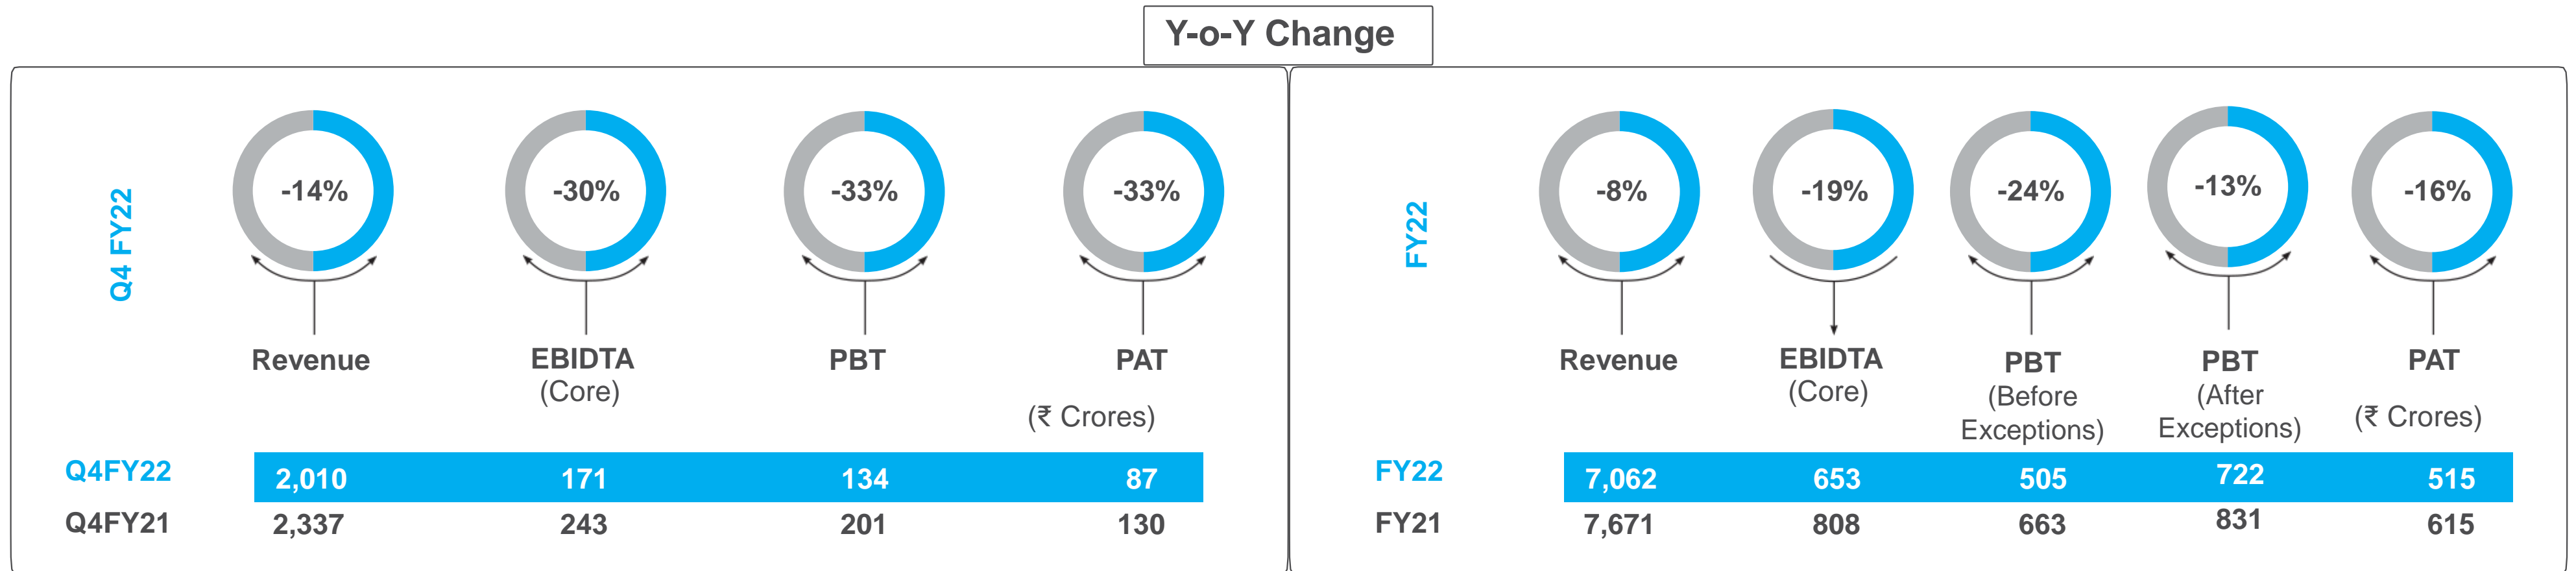 Y-o-Y Change
Q4 FY22
-14%
-30%
-33%
-33%
Revenue
EBIDTA
(Core)
PBT
PAT
(₹ Crores)
Q4FY22 2,010 171 134 87
Q4FY21 2,337 243 201 130
FY22
-8%
-19%
-24%
-13%
-16%
Revenue
EBIDTA
(Core)
PBT
(Before
Exceptions)
PBT
(After
Exceptions)
PAT
(₹ Crores)
FY22 7,062 653 505 722 515
FY21 7,671 808 663 831 615